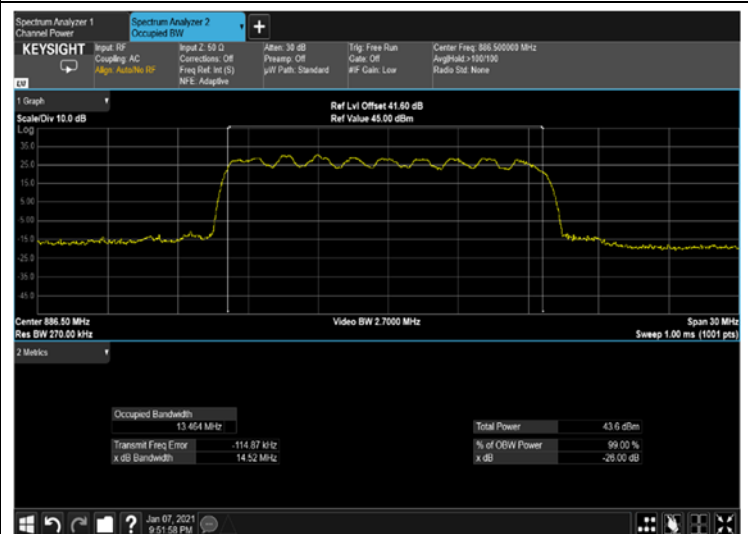 Spectrum Analyzer 1
Channel Power
Spectrum Analyzer 2
Occupied BW
+
KEYSIGHT
Input: RF
Coupling: AC
Align: Auto/No RF
Input Z: 50 Ω
Corrections: Off
Freq Ref: Int (S)
NFE: Adaptive
Atten: 30 dB
Preamp: Off
µW Path: Standard
Trig: Free Run
Gate: Off
#IF Gain: Low
Center Freq: 886.500000 MHz
Avg|Hold:>100/100
Radio Std: None
LXI
1 Graph
Scale/Div 10.0 dB
Ref Lvl Offset 41.60 dB
Ref Value 45.00 dBm
Log
35.0
25.0
15.0
5.00
-5.00
-15.0
-25.0
-35.0
-45.0
Center 886.50 MHz
Res BW 270.00 kHz
Video BW 2.7000 MHz
Span 30 MHz
Sweep 1.00 ms (1001 pts)
2 Metrics
Occupied Bandwidth
13.464 MHz
Transmit Freq Error -114.87 kHz
x dB Bandwidth 14.52 MHz
Total Power 43.6 dBm
% of OBW Power 99.00 %
x dB -26.00 dB
?
Jan 07, 2021
9:51:58 PM